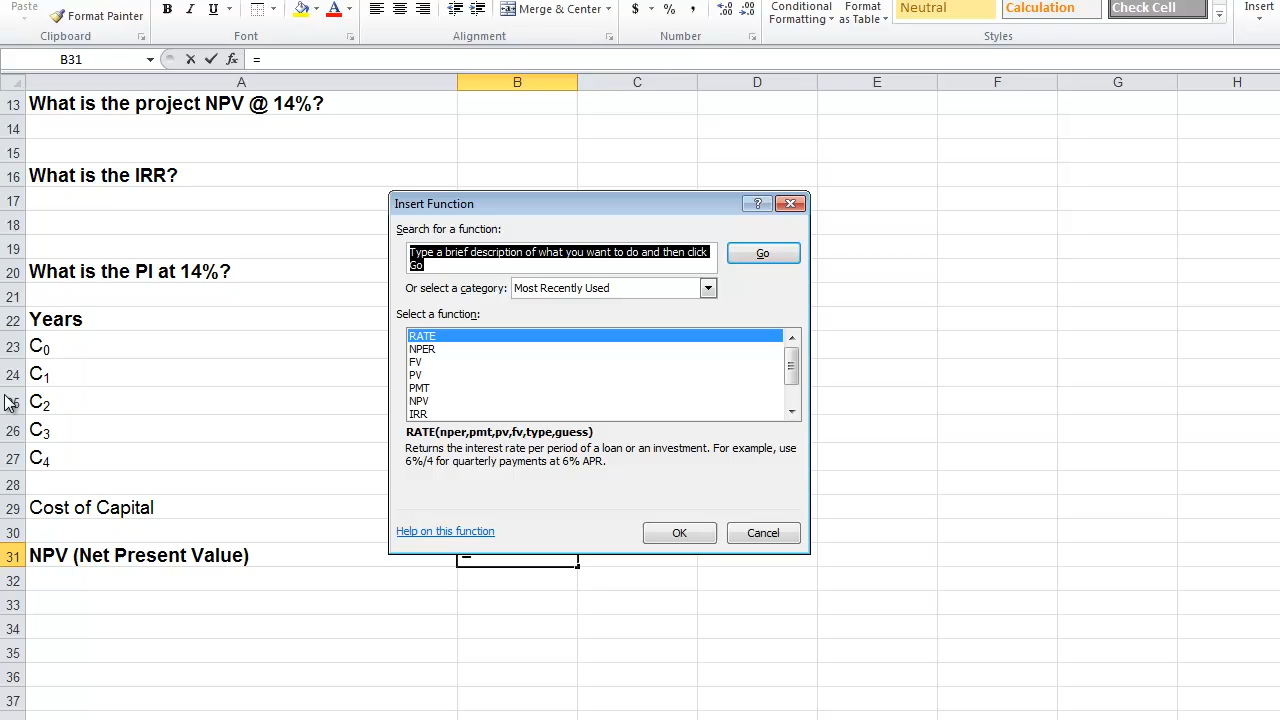 Paste
Format Painter
B I U A
Merge & Center
$ % ,
Conditional Formatting
Format as Table
Neutral
Calculation
Check Cell
Insert
Clipboard
Font
Alignment
Number
Styles
B31
fx
=
A B C D E F G H
13 What is the project NPV @ 14%?
14
15
16 What is the IRR?
17
18
19
20 What is the PI at 14%?
21
22 Years
23 C0
24 C1
25 C2
26 C3
27 C4
28
29 Cost of Capital
30
31 NPV (Net Present Value) =
32
33
34
35
36
37
Insert Function
Search for a function:
Type a brief description of what you want to do and then click
Go
Go
Or select a category: Most Recently Used
Select a function:
RATE
NPER
FV
PV
PMT
NPV
IRR
RATE(nper,pmt,pv,fv,type,guess)
Returns the interest rate per period of a loan or an investment. For example, use
6%/4 for quarterly payments at 6% APR.
Help on this function
OK
Cancel